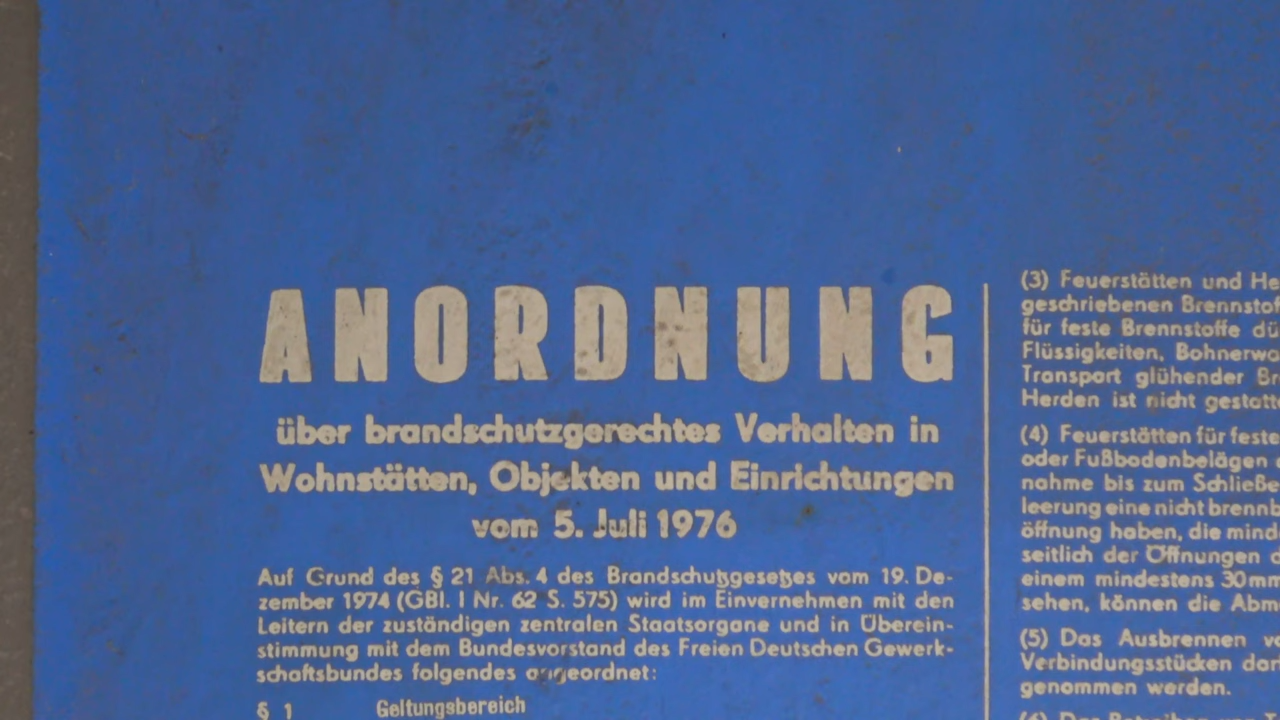 ANORDNUNG
über brandschutzgerechtes Verhalten in
Wohnstätten, Objekten und Einrichtungen
vom 5. Juli 1976
Auf Grund des § 21 Abs. 4 des Brandschutzgesetzes vom 19. De-
zember 1974 (GBl. I Nr. 62 S. 575) wird im Einvernehmen mit den
Leitern der zuständigen zentralen Staatsorgane und in Überein-
stimmung mit dem Bundesvorstand des Freien Deutschen Gewerk-
schaftsbundes folgendes angeordnet:
§ 1 Geltungsbereich
(3) Feuerstätten und He
geschriebenen Brennstof
für feste Brennstoffe dü
Flüssigkeiten, Bohnerwa
Transport glühender Br
Herden ist nicht gestatte
(4) Feuerstätten für feste
oder Fußbodenbelägen
nahme bis zum Schließe
leerung eine nicht brennb
öffnung haben, die mind
seitlich der Öffnungen
einem mindestens 30 mm
sehen, können die Abm
(5) Das Ausbrennen vo
Verbindungsstücken dar
genommen werden.